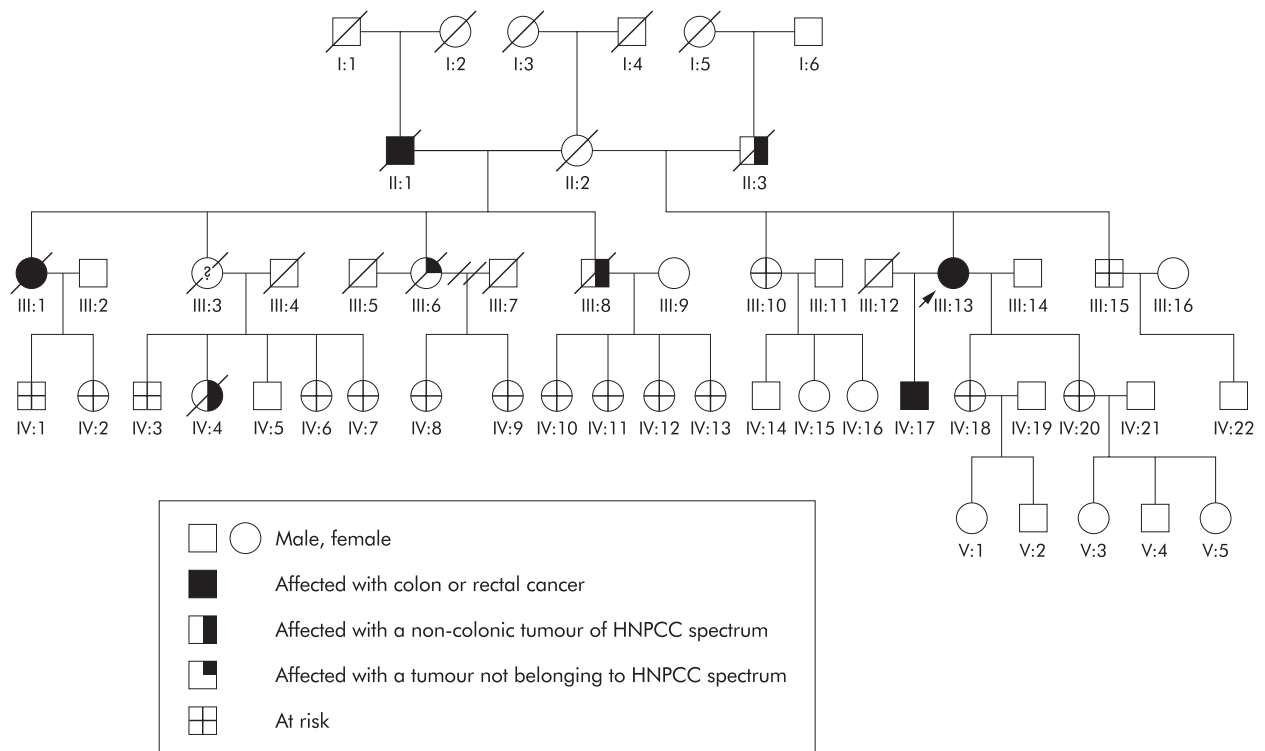 I:1 I:2 I:3 I:4 I:5 I:6
II:1 II:2 II:3
?
III:1 III:2 III:3 III:4 III:5 III:6 III:7 III:8 III:9 III:10 III:11 III:12 III:13 III:14 III:15 III:16
IV:1 IV:2 IV:3 IV:4 IV:5 IV:6 IV:7 IV:8 IV:9 IV:10 IV:11 IV:12 IV:13 IV:14 IV:15 IV:16 IV:17 IV:18 IV:19 IV:20 IV:21 IV:22
V:1 V:2 V:3 V:4 V:5
Male, female
Affected with colon or rectal cancer
Affected with a non-colonic tumour of HNPCC spectrum
Affected with a tumour not belonging to HNPCC spectrum
At risk